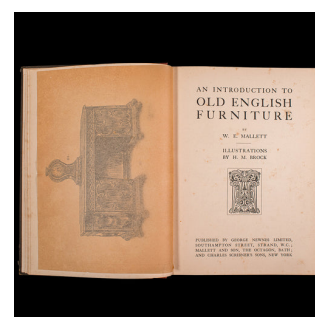 AN INTRODUCTION TO
OLD ENGLISH
FURNITURE
BY
W. E. MALLETT
ILLUSTRATIONS
BY H. M. BROCK
PUBLISHED BY GEORGE NEWNES LIMITED,
SOUTHAMPTON STREET, STRAND, W.C.;
MALLETT AND SON, THE OCTAGON, BATH;
AND CHARLES SCRIBNER'S SONS, NEW YORK